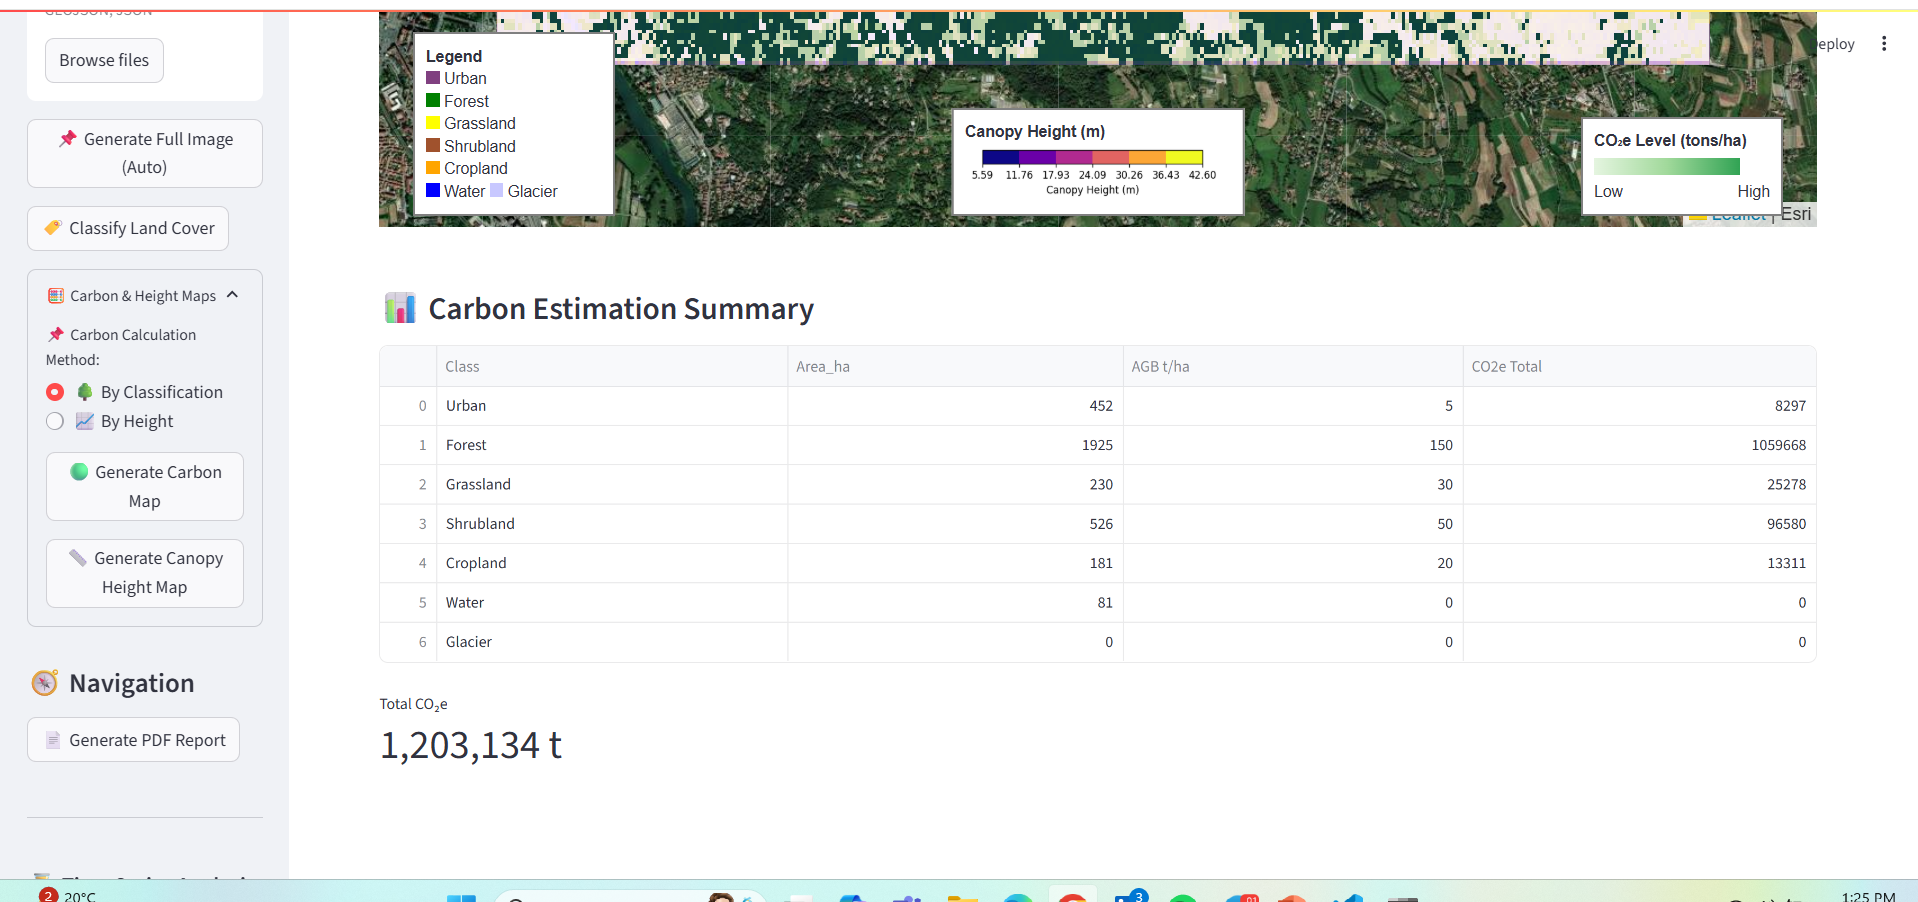 Browse files
Generate Full Image
(Auto)
Classify Land Cover
Carbon & Height Maps
Carbon Calculation
Method:
By Classification
By Height
Generate Carbon
Map
Generate Canopy
Height Map
Navigation
Generate PDF Report
Legend
Urban
Forest
Grassland
Shrubland
Cropland
Water Glacier
Canopy Height (m)
5.59 11.76 17.93 24.09 30.26 36.43 42.60
Canopy Height (m)
CO₂e Level (tons/ha)
Low High
Leaflet | Esri
eploy
Carbon Estimation Summary
Class Area_ha AGB t/ha CO2e Total
0 Urban 452 5 8297
1 Forest 1925 150 1059668
2 Grassland 230 30 25278
3 Shrubland 526 50 96580
4 Cropland 181 20 13311
5 Water 81 0 0
6 Glacier 0 0 0
Total CO₂e
1,203,134 t
2
20°C
3
1:25 PM